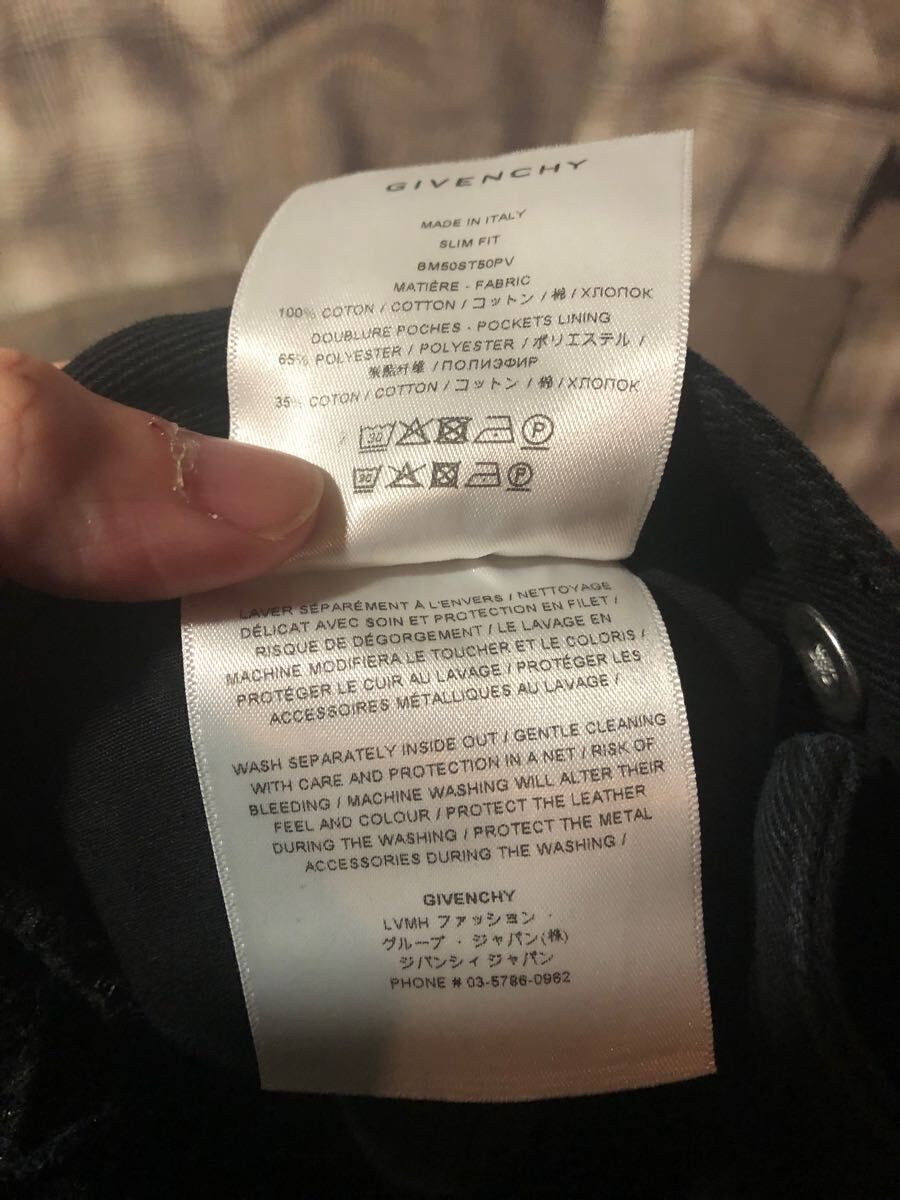 GIVENCHY
MADE IN ITALY
SLIM FIT
BM50ST50PV
MATIÈRE - FABRIC
100% COTON / COTTON / コットン / 棉 / ХЛОПОК
DOUBLURE POCHES - POCKETS LINING
65% POLYESTER / POLYESTER / ポリエステル /
聚酯纤维 / ПОЛИЭФИР
35% COTON / COTTON / コットン / 棉 / ХЛОПОК
30 P
30 P
LAVER SÉPARÉMENT À L'ENVERS / NETTOYAGE
DÉLICAT AVEC SOIN ET PROTECTION EN FILET /
RISQUE DE DÉGORGEMENT / LE LAVAGE EN
MACHINE MODIFIERA LE TOUCHER ET LE COLORIS /
PROTÉGER LE CUIR AU LAVAGE / PROTÉGER LES
ACCESSOIRES MÉTALLIQUES AU LAVAGE /
WASH SEPARATELY INSIDE OUT / GENTLE CLEANING
WITH CARE AND PROTECTION IN A NET / RISK OF
BLEEDING / MACHINE WASHING WILL ALTER THEIR
FEEL AND COLOUR / PROTECT THE LEATHER
DURING THE WASHING / PROTECT THE METAL
ACCESSORIES DURING THE WASHING /
GIVENCHY
LVMH ファッション・
グループ・ジャパン(株)
ジバンシィ ジャパン
PHONE # 03-5786-0962